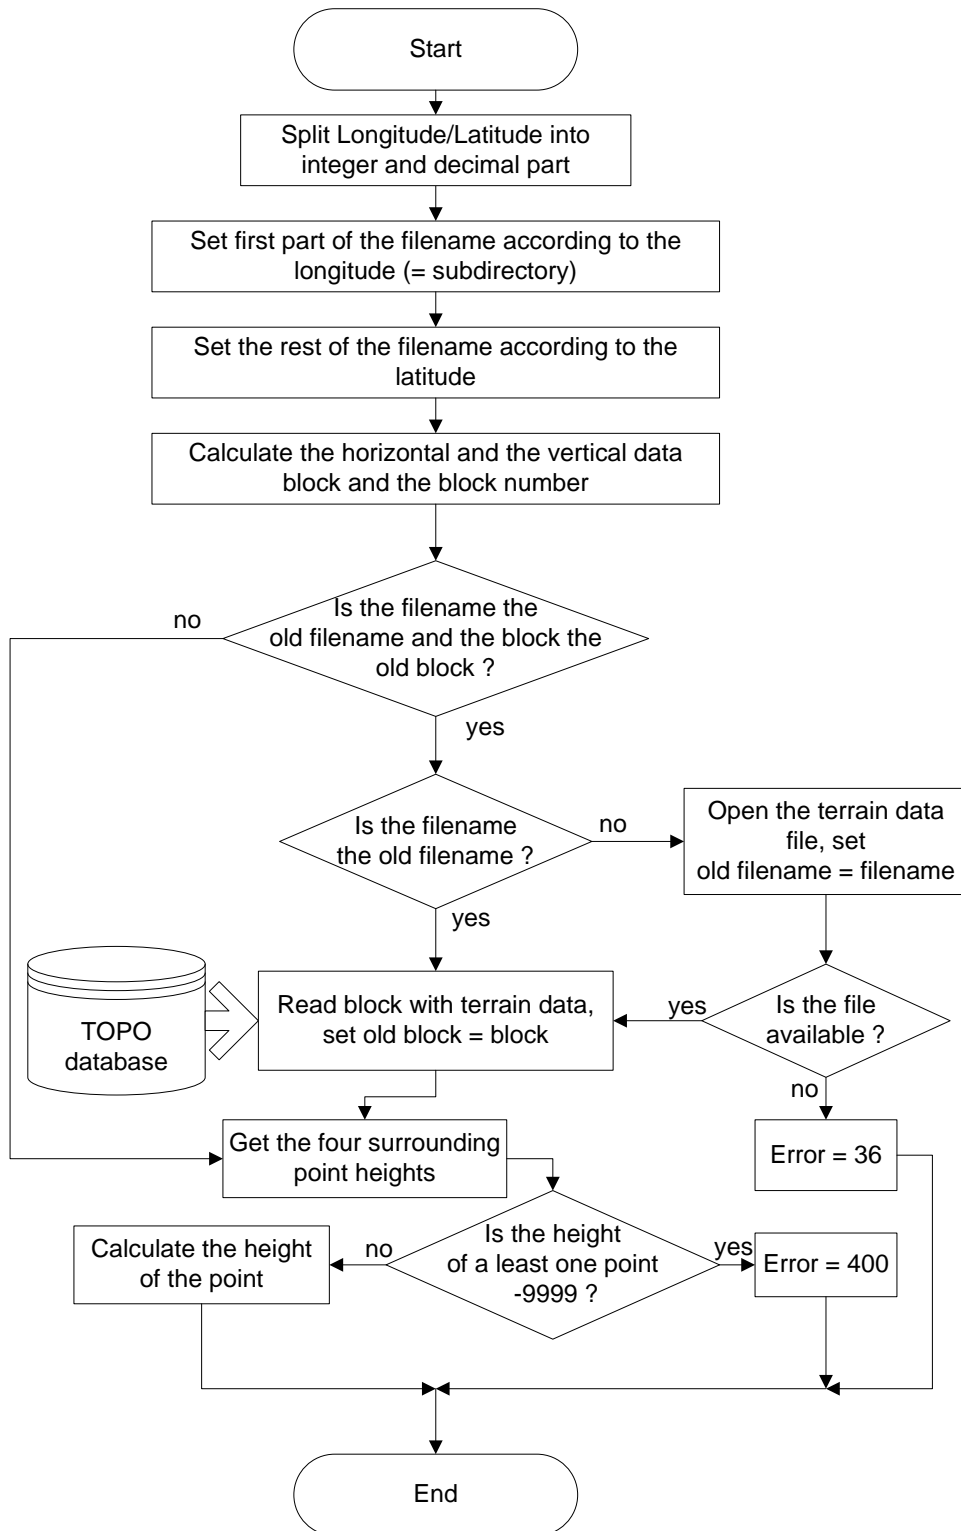 Start
Split Longitude/Latitude into
integer and decimal part
Set first part of the filename according to the
longitude (= subdirectory)
Set the rest of the filename according to the
latitude
Calculate the horizontal and the vertical data
block and the block number
Is the filename the
old filename and the block the
old block ?
no
yes
Is the filename
the old filename ?
no
yes
Open the terrain data
file, set
old filename = filename
TOPO
database
Read block with terrain data,
set old block = block
yes
Is the file
available ?
no
Get the four surrounding
point heights
Error = 36
Calculate the height
of the point
no
Is the height
of a least one point
-9999 ?
yes
Error = 400
End